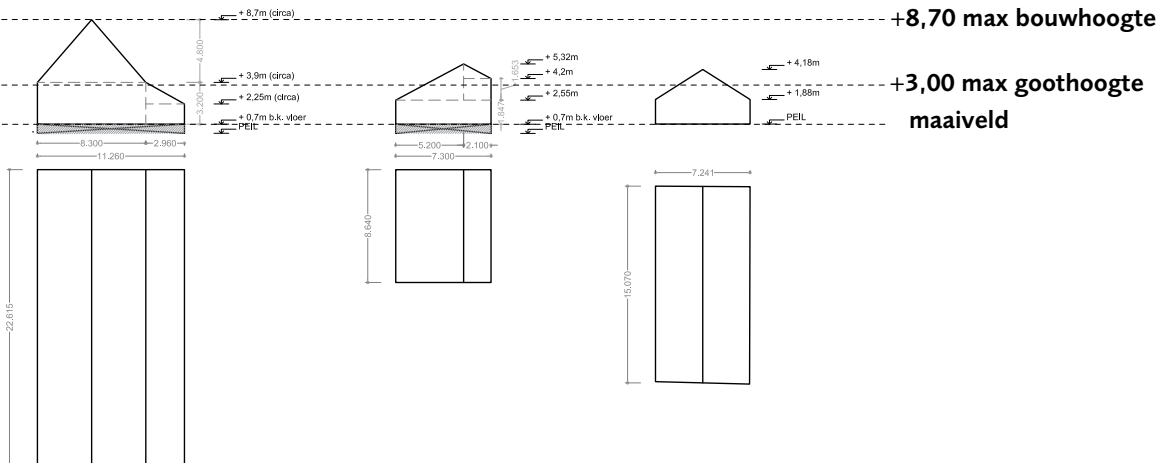 +8,70 max bouwhoogte
+3,00 max goothoogte
maaiveld
+ 8,7m (circa)
+ 3,9m (circa)
+ 2,25m (circa)
+ 0,7m b.k. vloer
PEIL
4.800
3.200
8.300
2.960
11.260
22.615
+ 5,32m
+ 4,2m
+ 2,55m
+ 0,7m b.k. vloer
PEIL
1.653
1.847
5.200
2.100
7.300
8.640
+ 4,18m
+ 1,88m
PEIL
7.241
15.070